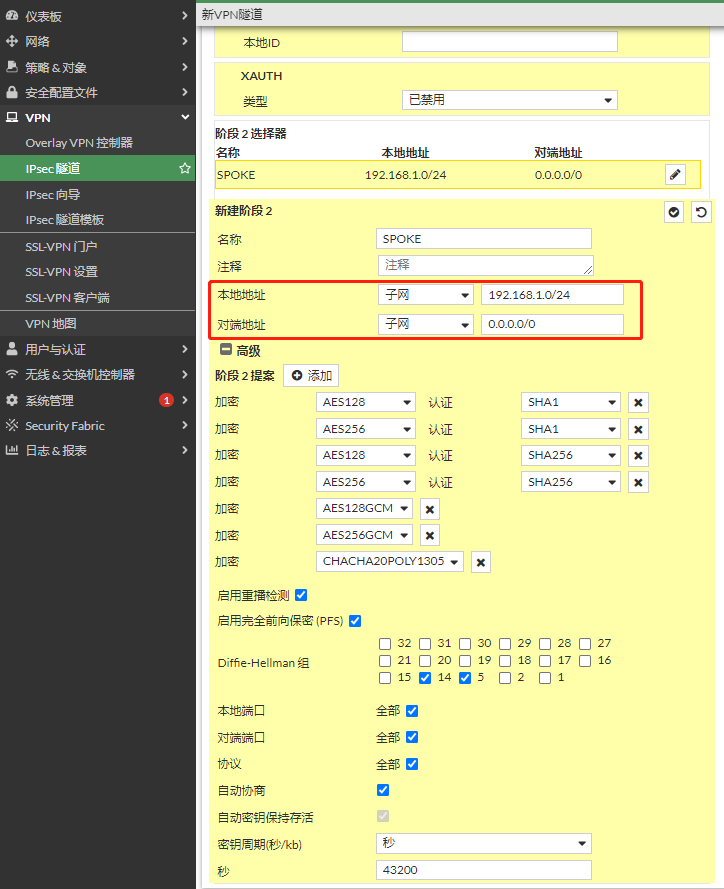 仪表板
网络
策略 & 对象
安全配置文件
VPN
Overlay VPN 控制器
IPsec 隧道
IPsec 向导
IPsec 隧道模板
SSL-VPN 门户
SSL-VPN 设置
SSL-VPN 客户端
VPN 地图
用户与认证
无线 & 交换机控制器
系统管理 1
Security Fabric
日志 & 报表
新VPN隧道
本地ID
XAUTH
类型 已禁用
阶段 2 选择器
名称 本地地址 对端地址
SPOKE 192.168.1.0/24 0.0.0.0/0
新建阶段 2
名称 SPOKE
注释 注释
本地地址 子网 192.168.1.0/24
对端地址 子网 0.0.0.0/0
高级
阶段 2 提案 添加
加密 AES128 认证 SHA1
加密 AES256 认证 SHA1
加密 AES128 认证 SHA256
加密 AES256 认证 SHA256
加密 AES128GCM
加密 AES256GCM
加密 CHACHA20POLY1305
启用重播检测
启用完全前向保密 (PFS)
32 31 30 29 28 27
Diffie-Hellman 组 21 20 19 18 17 16
15 14 5 2 1
本地端口 全部
对端端口 全部
协议 全部
自动协商
自动密钥保持存活
密钥周期(秒/kb) 秒
秒 43200